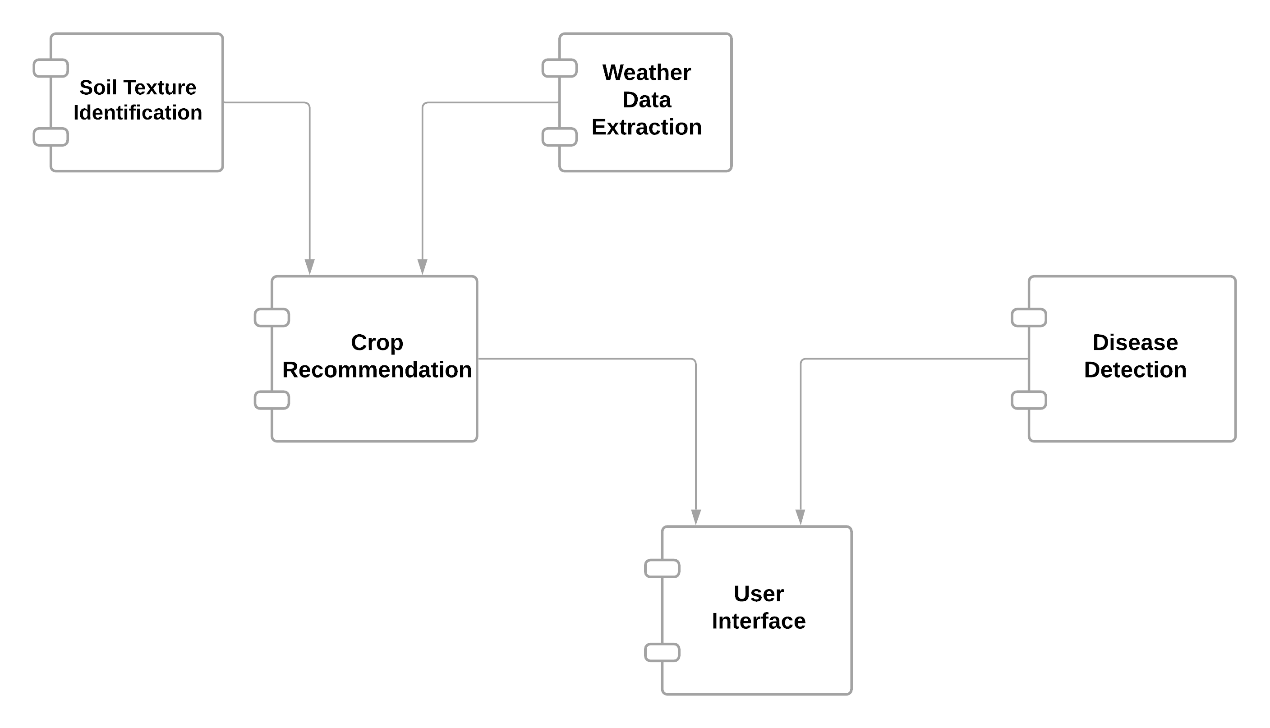 Soil Texture
Identification
Weather
Data
Extraction
Crop
Recommendation
Disease
Detection
User
Interface